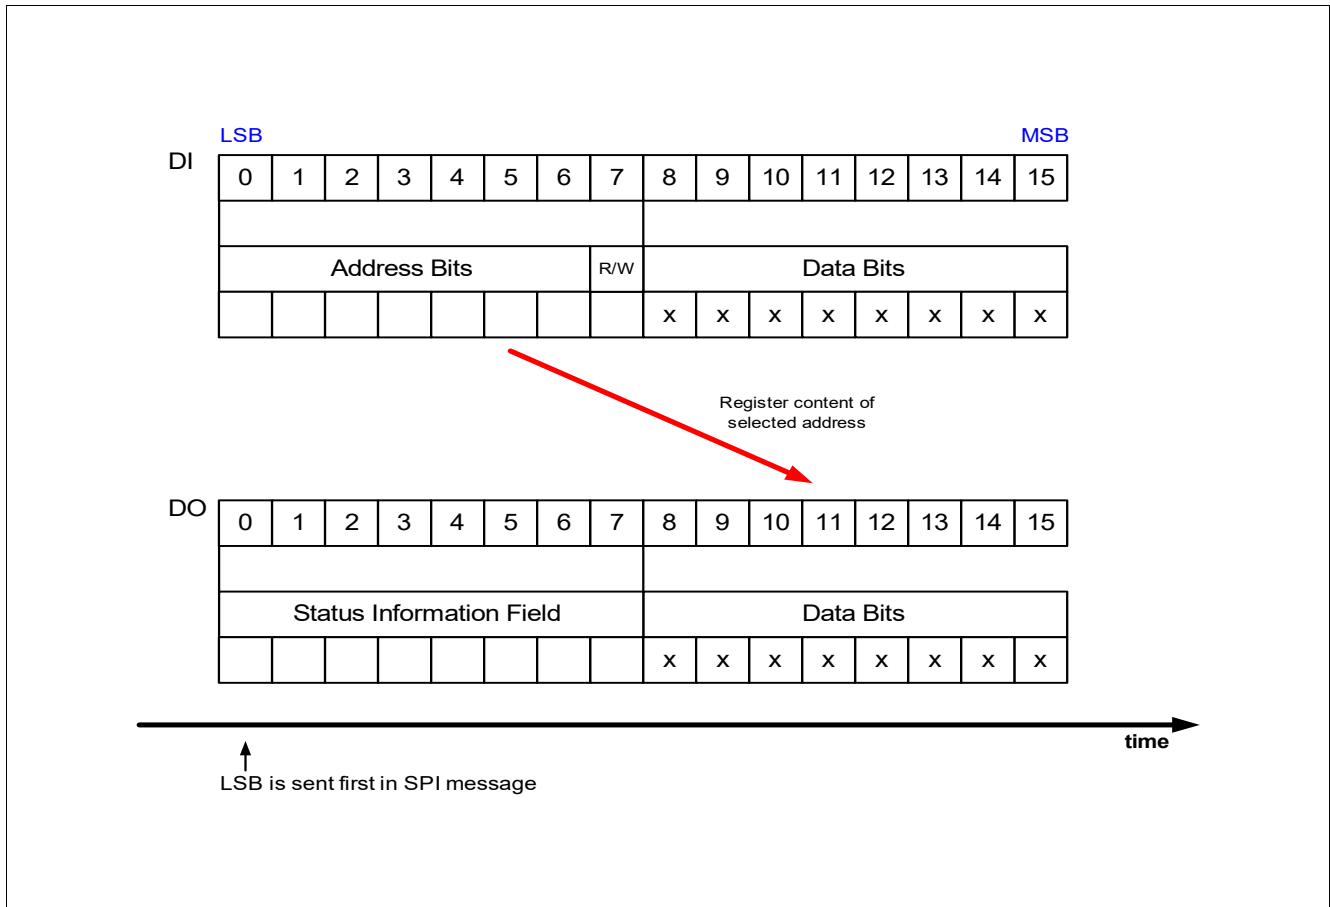 LSB MSB
DI
0 1 2 3 4 5 6 7 8 9 10 11 12 13 14 15
Address Bits R/W Data Bits
x x x x x x x x
Register content of
selected address
DO
0 1 2 3 4 5 6 7 8 9 10 11 12 13 14 15
Status Information Field Data Bits
x x x x x x x x
time
LSB is sent first in SPI message